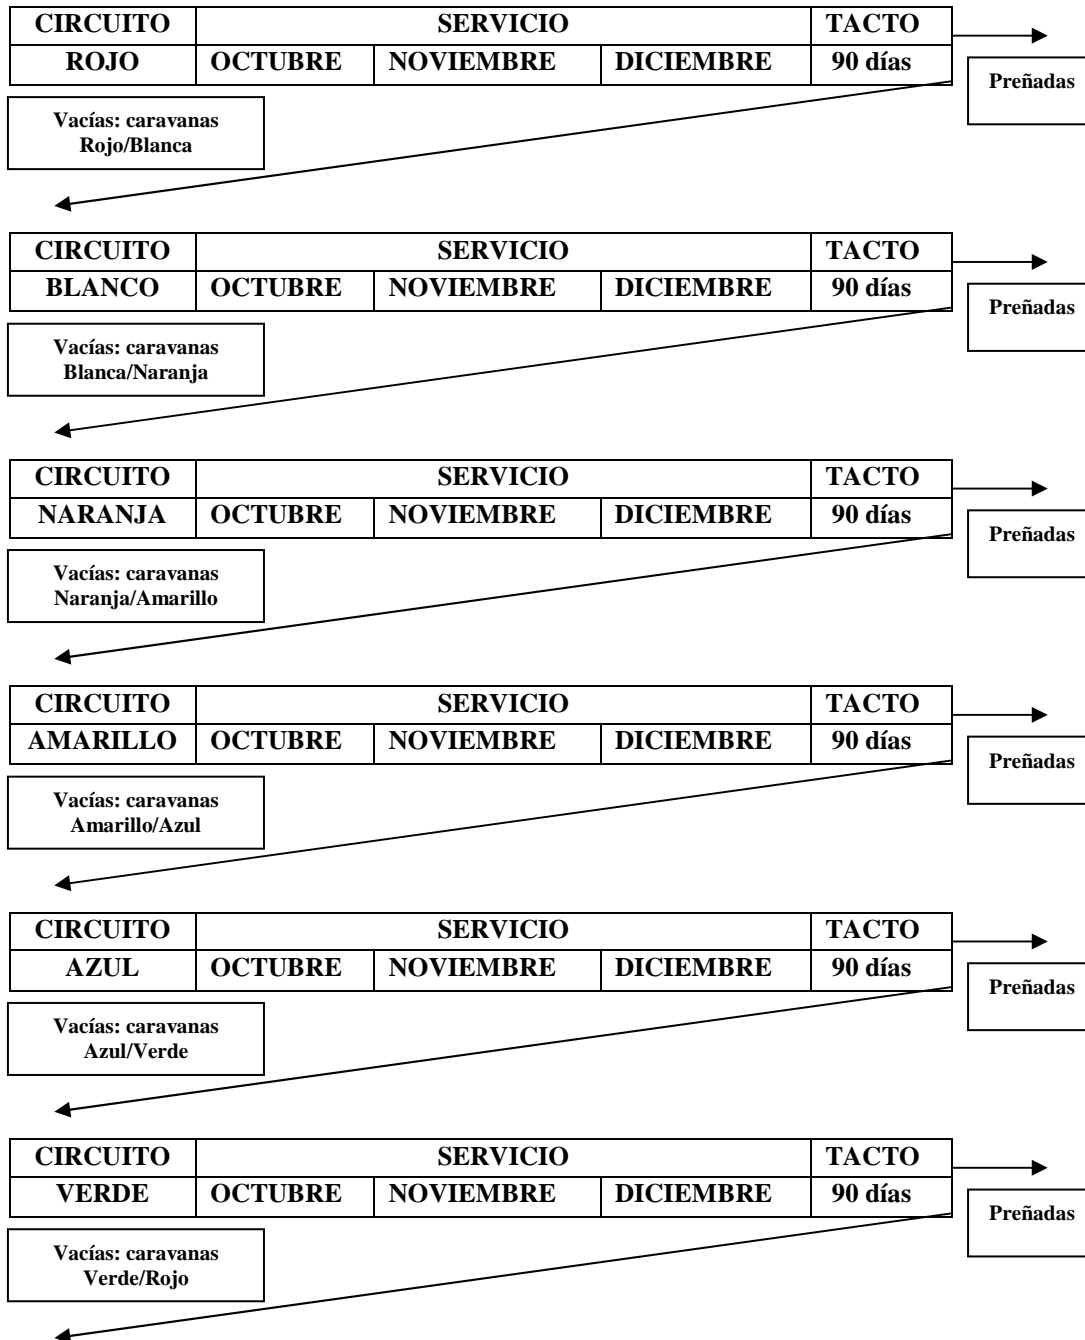 CIRCUITO SERVICIO TACTO
ROJO OCTUBRE NOVIEMBRE DICIEMBRE 90 días
Preñadas
Vacías: caravanas
Rojo/Blanca
CIRCUITO SERVICIO TACTO
BLANCO OCTUBRE NOVIEMBRE DICIEMBRE 90 días
Preñadas
Vacías: caravanas
Blanca/Naranja
CIRCUITO SERVICIO TACTO
NARANJA OCTUBRE NOVIEMBRE DICIEMBRE 90 días
Preñadas
Vacías: caravanas
Naranja/Amarillo
CIRCUITO SERVICIO TACTO
AMARILLO OCTUBRE NOVIEMBRE DICIEMBRE 90 días
Preñadas
Vacías: caravanas
Amarillo/Azul
CIRCUITO SERVICIO TACTO
AZUL OCTUBRE NOVIEMBRE DICIEMBRE 90 días
Preñadas
Vacías: caravanas
Azul/Verde
CIRCUITO SERVICIO TACTO
VERDE OCTUBRE NOVIEMBRE DICIEMBRE 90 días
Preñadas
Vacías: caravanas
Verde/Rojo